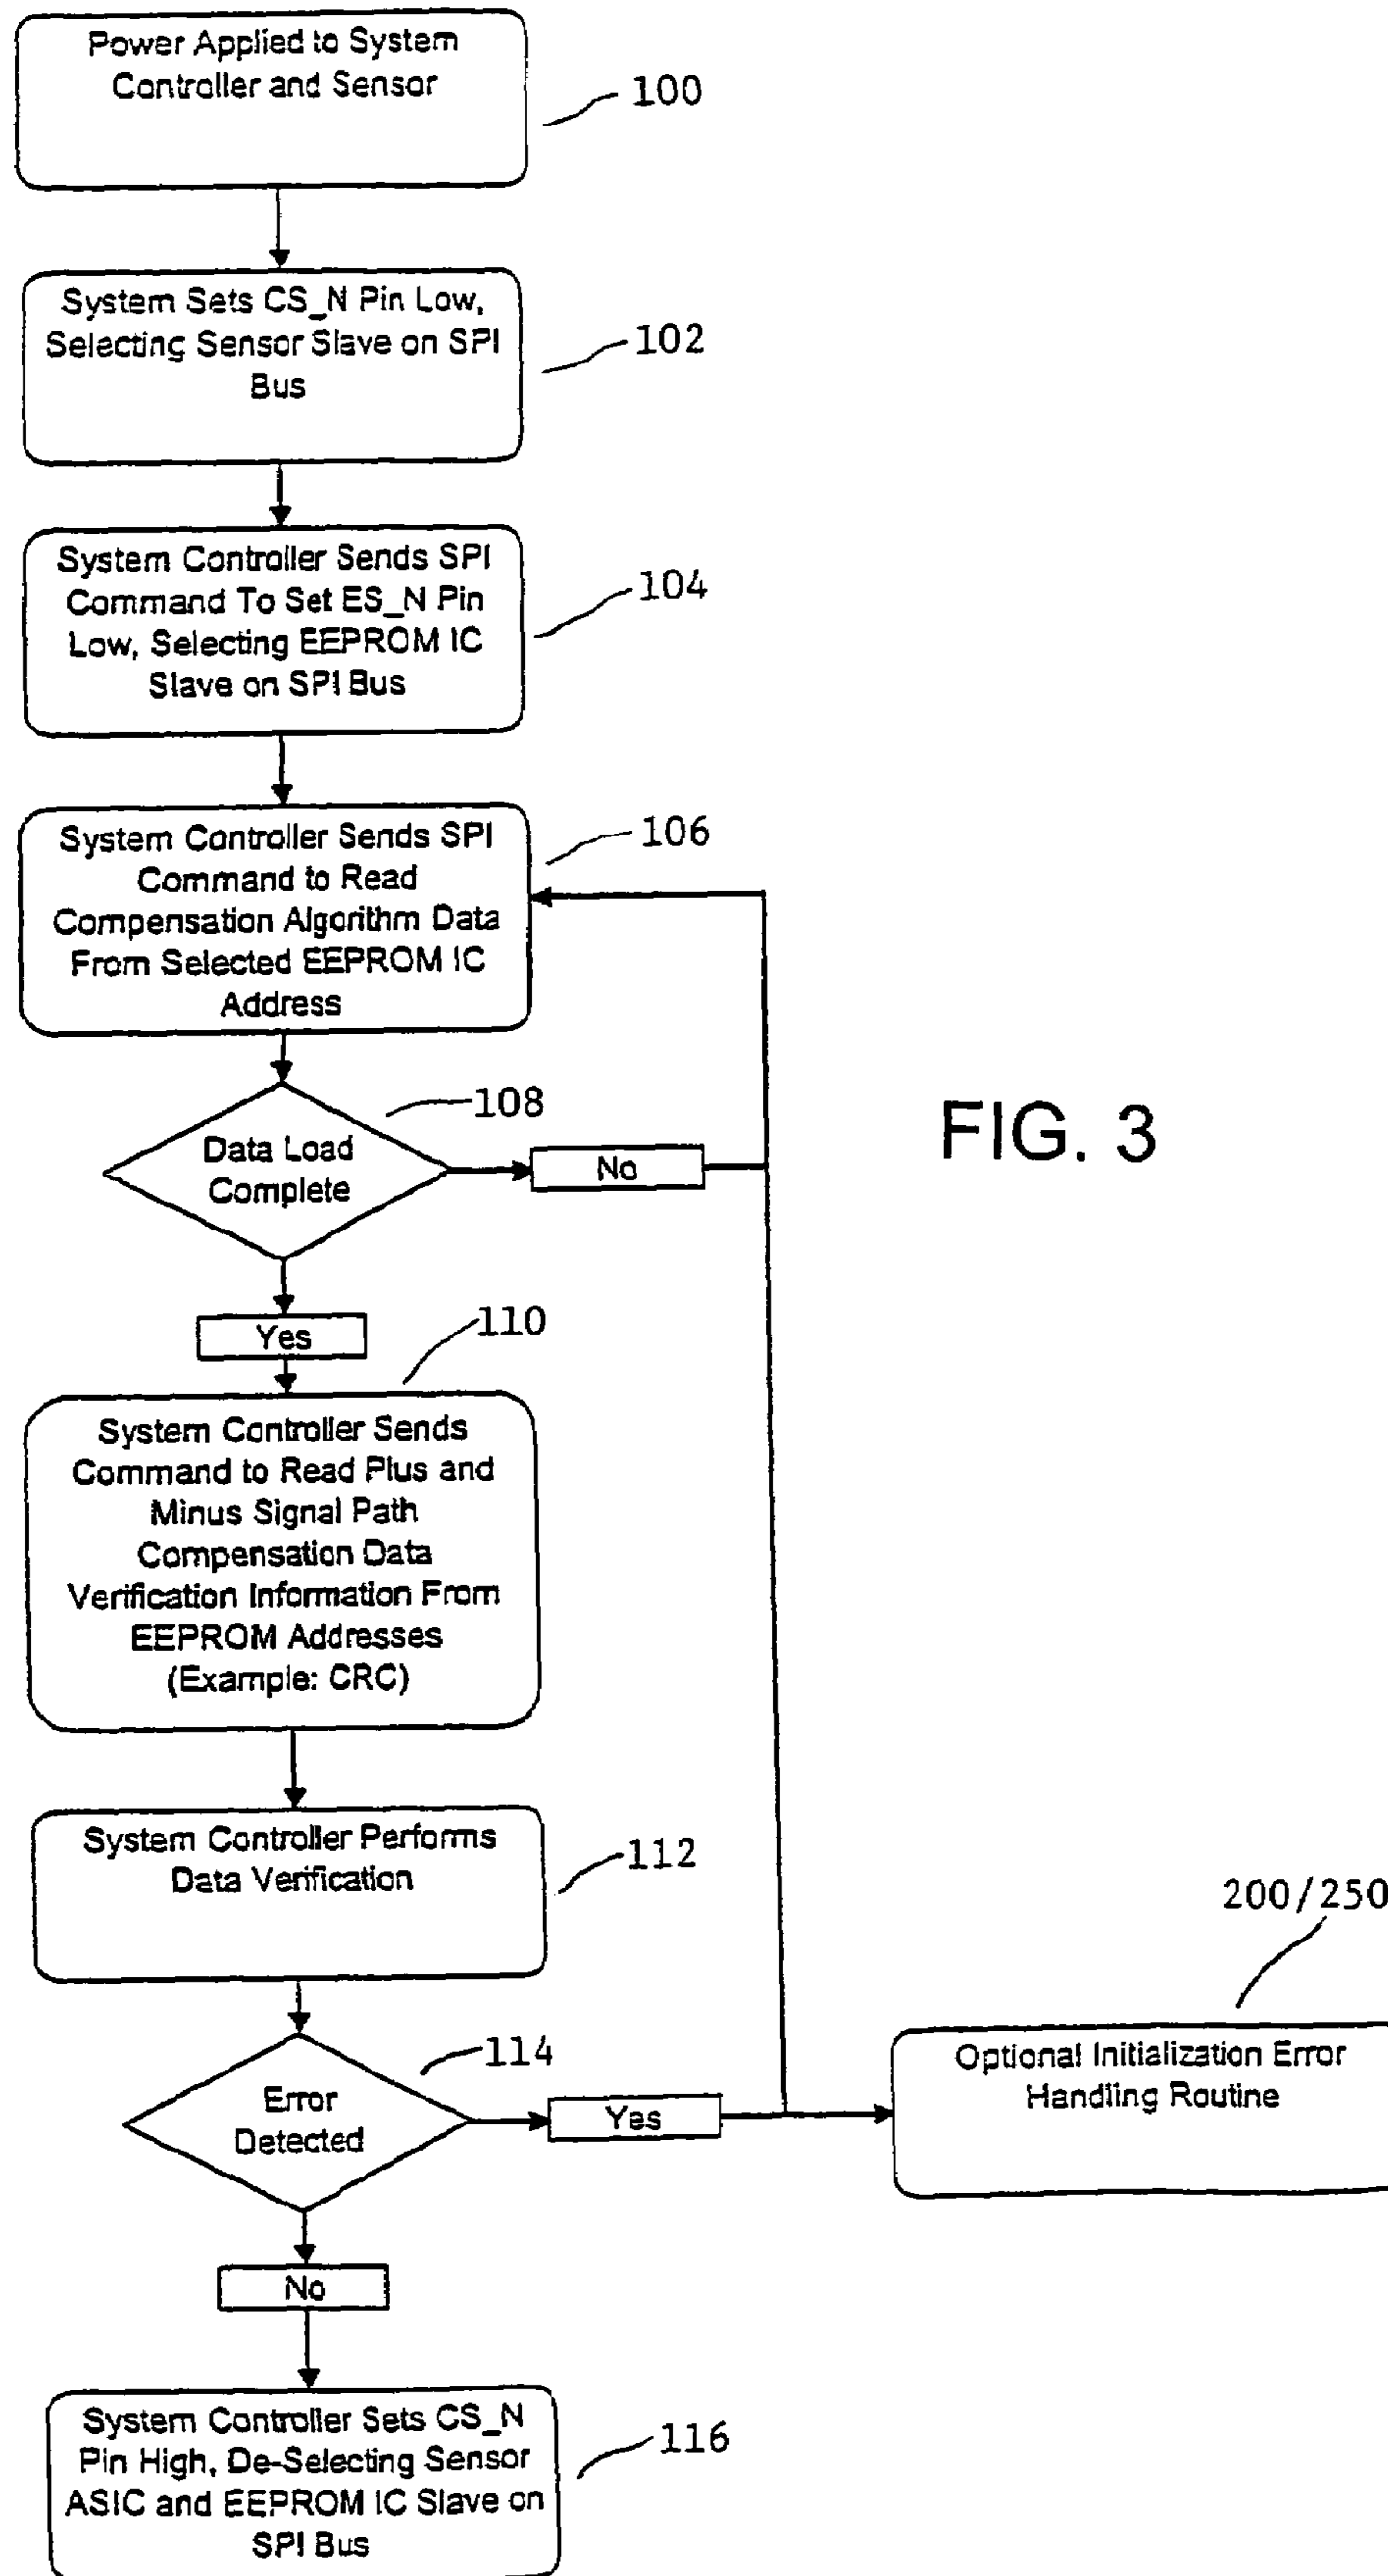 Power Applied to System
Controller and Sensor
100
System Sets CS_N Pin Low,
Selecting Sensor Slave on SPI
Bus
102
System Controller Sends SPI
Command To Set ES_N Pin
Low, Selecting EEPROM IC
Slave on SPI Bus
104
System Controller Sends SPI
Command to Read
Compensation Algorithm Data
From Selected EEPROM IC
Address
106
Data Load
Complete
108
No
FIG. 3
Yes
110
System Controller Sends
Command to Read Plus and
Minus Signal Path
Compensation Data
Verification Information From
EEPROM Addresses
(Example: CRC)
System Controller Performs
Data Verification
112
200/250
Error
Detected
114
Yes
Optional Initialization Error
Handling Routine
No
System Controller Sets CS_N
Pin High, De-Selecting Sensor
ASIC and EEPROM IC Slave on
SPI Bus
116